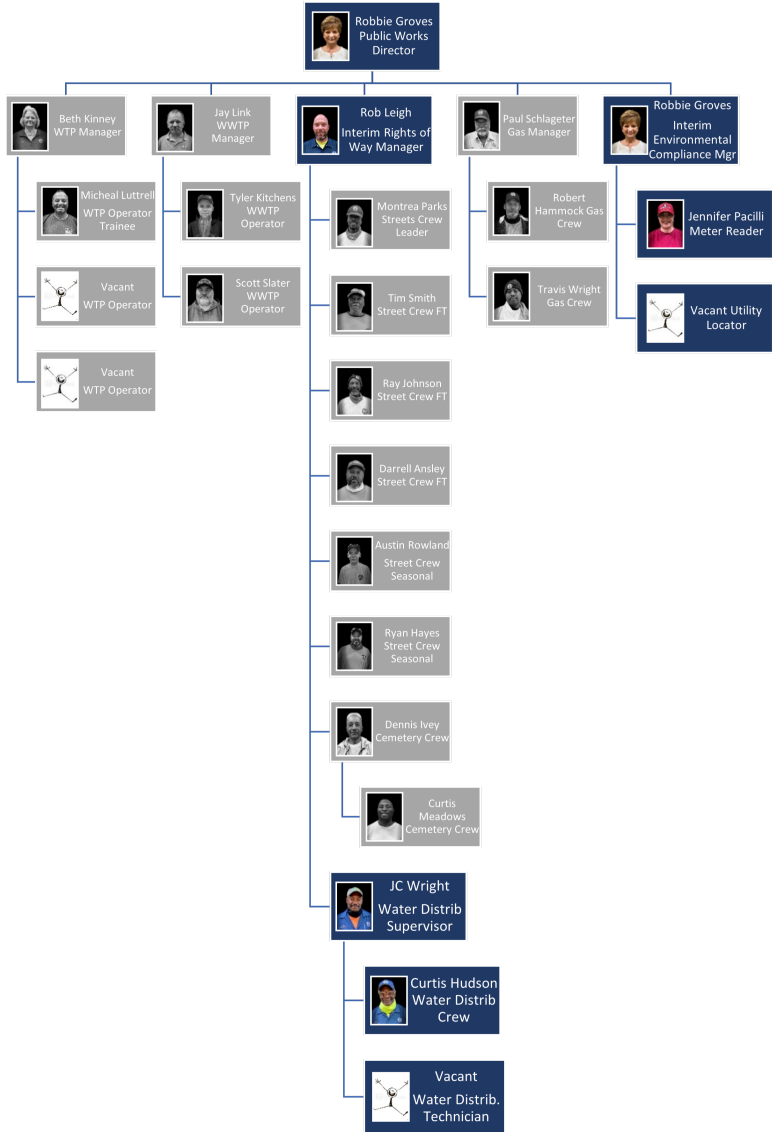 Robbie Groves
Public Works
Director
Beth Kinney
WTP Manager
Jay Link
WWTP
Manager
Rob Leigh
Interim Rights of
Way Manager
Paul Schlageter
Gas Manager
Robbie Groves
Interim
Environmental
Compliance Mgr
Micheal Luttrell
WTP Operator
Trainee
Vacant
WTP Operator
Vacant
WTP Operator
Tyler Kitchens
WWTP
Operator
Scott Slater
WWTP
Operator
Montrea Parks
Streets Crew
Leader
Tim Smith
Street Crew FT
Ray Johnson
Street Crew FT
Darrell Ansley
Street Crew FT
Austin Rowland
Street Crew
Seasonal
Ryan Hayes
Street Crew
Seasonal
Dennis Ivey
Cemetery Crew
Curtis
Meadows
Cemetery Crew
JC Wright
Water Distrib
Supervisor
Curtis Hudson
Water Distrib
Crew
Vacant
Water Distrib.
Technician
Robert
Hammock Gas
Crew
Travis Wright
Gas Crew
Jennifer Pacilli
Meter Reader
Vacant Utility
Locator